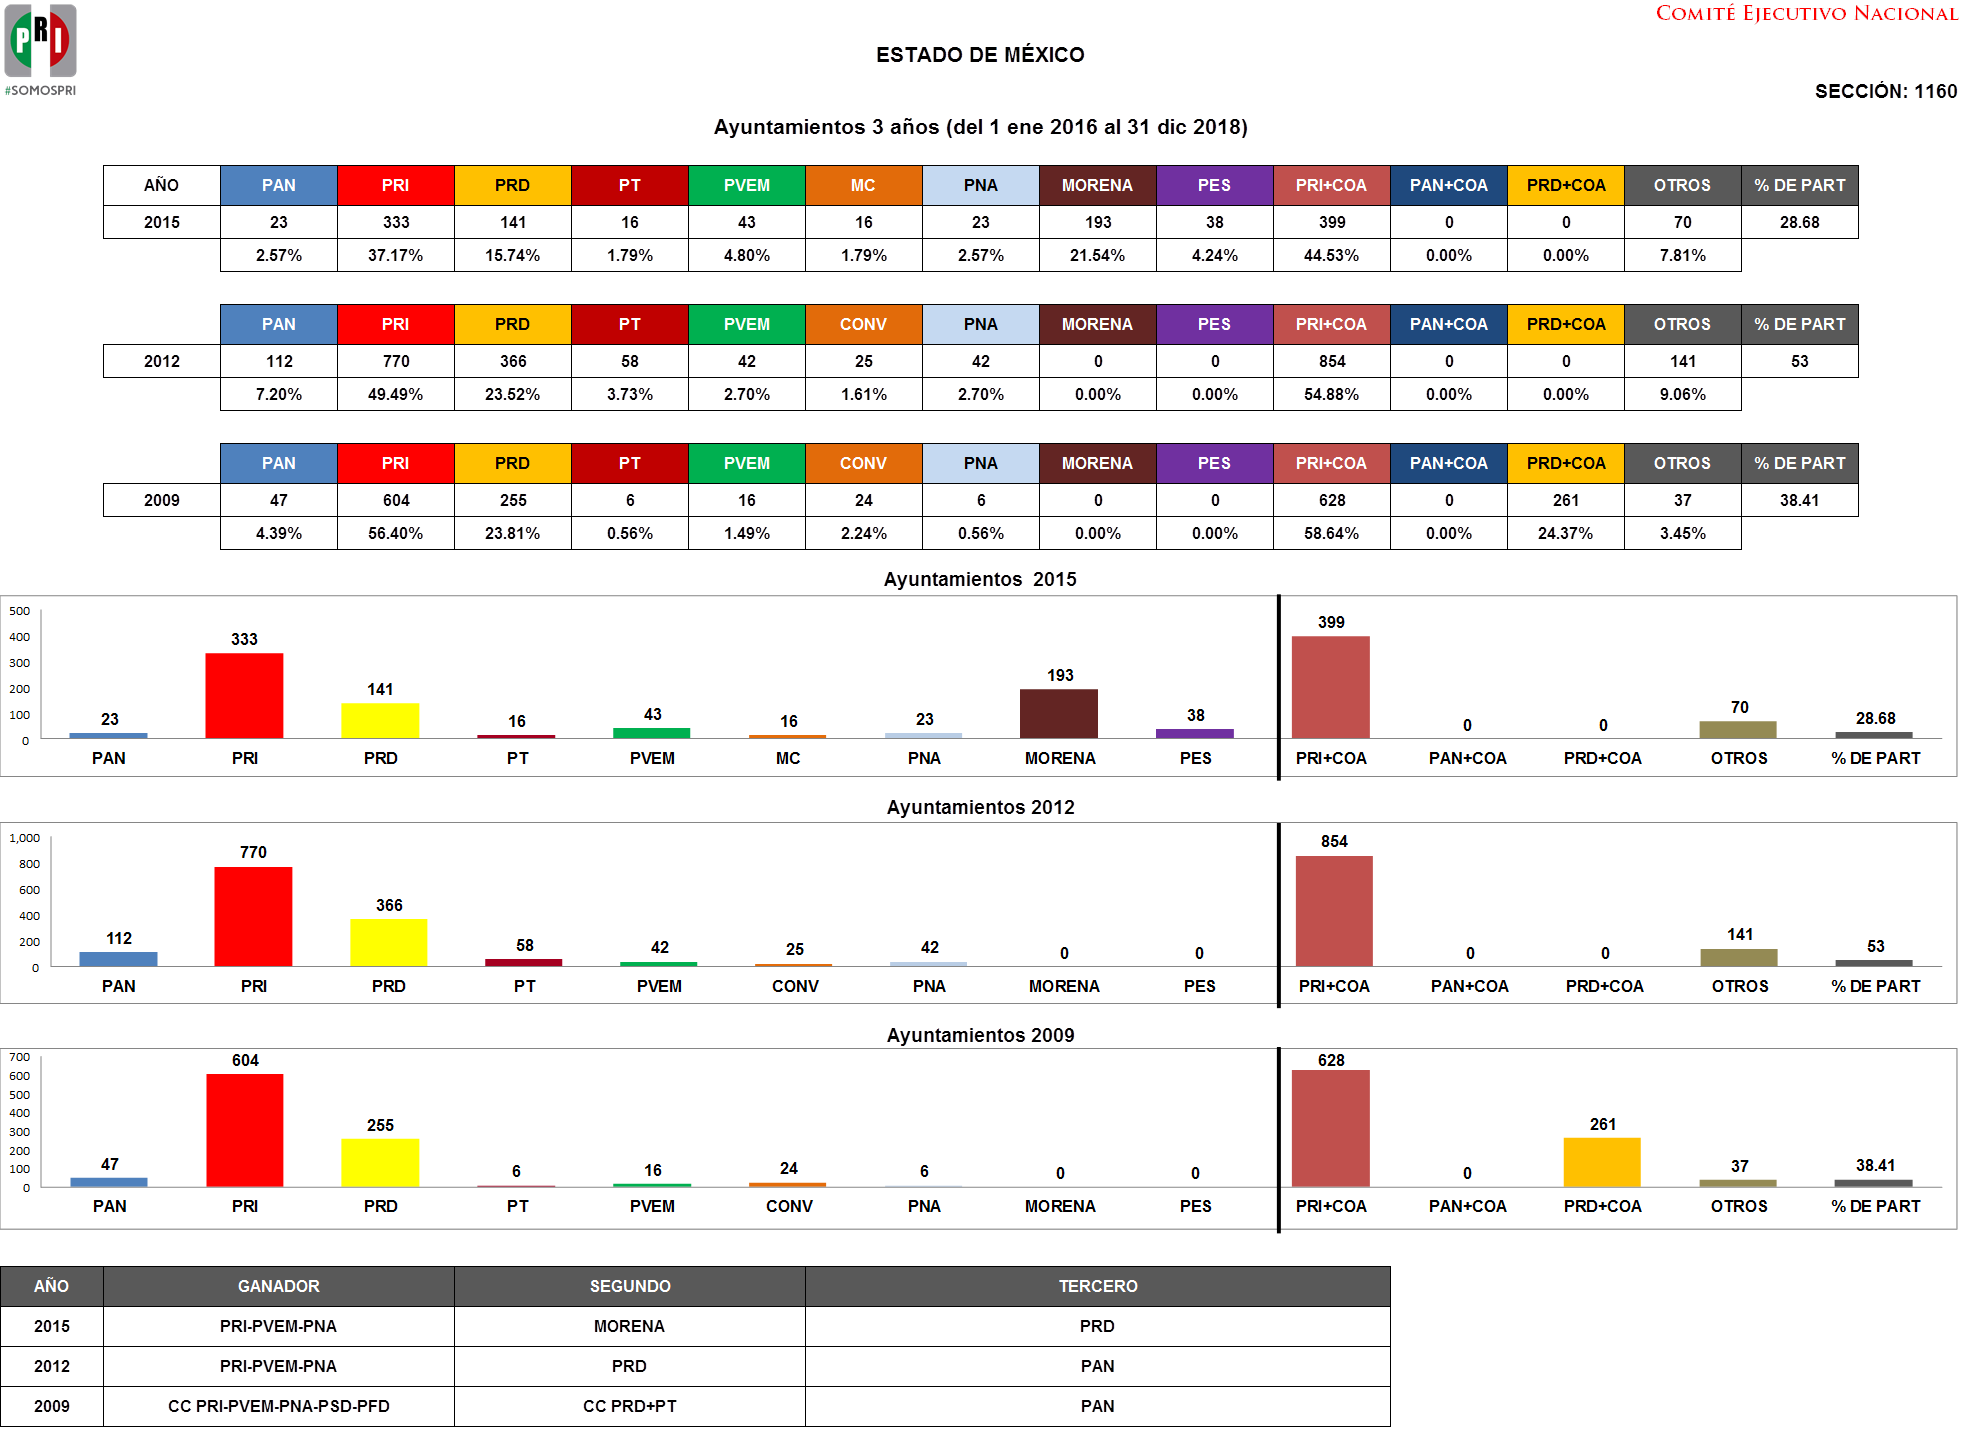 PRI
#SOMOSPRI
COMITÉ EJECUTIVO NACIONAL
ESTADO DE MÉXICO
SECCIÓN: 1160
Ayuntamientos 3 años (del 1 ene 2016 al 31 dic 2018)
AÑO PAN PRI PRD PT PVEM MC PNA MORENA PES PRI+COA PAN+COA PRD+COA OTROS % DE PART
2015 23 333 141 16 43 16 23 193 38 399 0 0 70 28.68
2.57% 37.17% 15.74% 1.79% 4.80% 1.79% 2.57% 21.54% 4.24% 44.53% 0.00% 0.00% 7.81%
PAN PRI PRD PT PVEM CONV PNA MORENA PES PRI+COA PAN+COA PRD+COA OTROS % DE PART
2012 112 770 366 58 42 25 42 0 0 854 0 0 141 53
7.20% 49.49% 23.52% 3.73% 2.70% 1.61% 2.70% 0.00% 0.00% 54.88% 0.00% 0.00% 9.06%
PAN PRI PRD PT PVEM CONV PNA MORENA PES PRI+COA PAN+COA PRD+COA OTROS % DE PART
2009 47 604 255 6 16 24 6 0 0 628 0 261 37 38.41
4.39% 56.40% 23.81% 0.56% 1.49% 2.24% 0.56% 0.00% 0.00% 58.64% 0.00% 24.37% 3.45%
Ayuntamientos 2015
500
400
300
200
100
0
23 333 141 16 43 16 23 193 38 399 0 0 70 28.68
PAN PRI PRD PT PVEM MC PNA MORENA PES PRI+COA PAN+COA PRD+COA OTROS % DE PART
Ayuntamientos 2012
1,000
800
600
400
200
0
112 770 366 58 42 25 42 0 0 854 0 0 141 53
PAN PRI PRD PT PVEM CONV PNA MORENA PES PRI+COA PAN+COA PRD+COA OTROS % DE PART
Ayuntamientos 2009
700
600
500
400
300
200
100
0
47 604 255 6 16 24 6 0 0 628 0 261 37 38.41
PAN PRI PRD PT PVEM CONV PNA MORENA PES PRI+COA PAN+COA PRD+COA OTROS % DE PART
AÑO GANADOR SEGUNDO TERCERO
2015 PRI-PVEM-PNA MORENA PRD
2012 PRI-PVEM-PNA PRD PAN
2009 CC PRI-PVEM-PNA-PSD-PFD CC PRD+PT PAN